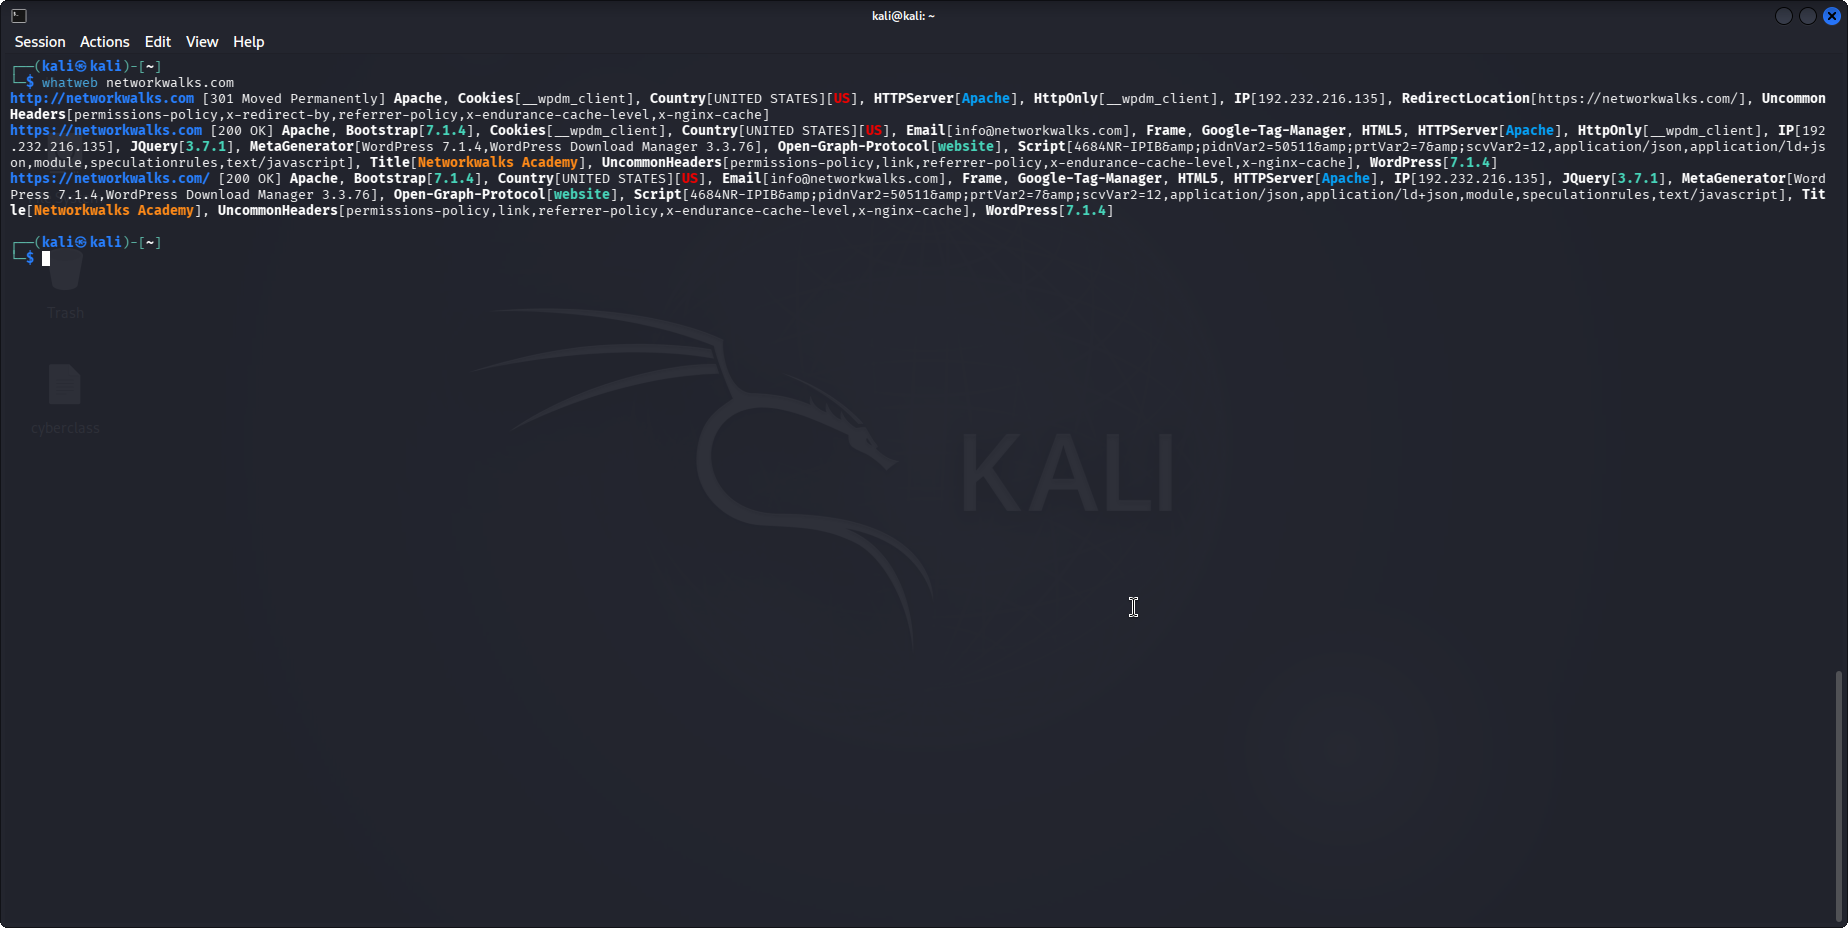 kali@kali: ~
Session Actions Edit View Help
┌──(kali㉿kali)-[~]
└─$ whatweb networkwalks.com
http://networkwalks.com [301 Moved Permanently] Apache, Cookies[__wpdm_client], Country[UNITED STATES][US], HTTPServer[Apache], HttpOnly[__wpdm_client], IP[192.232.216.135], RedirectLocation[https://networkwalks.com/], Uncommon
Headers[permissions-policy,x-redirect-by,referrer-policy,x-endurance-cache-level,x-nginx-cache]
https://networkwalks.com [200 OK] Apache, Bootstrap[7.1.4], Cookies[__wpdm_client], Country[UNITED STATES][US], Email[info@networkwalks.com], Frame, Google-Tag-Manager, HTML5, HTTPServer[Apache], HttpOnly[__wpdm_client], IP[192
.232.216.135], JQuery[3.7.1], MetaGenerator[WordPress 7.1.4,WordPress Download Manager 3.3.76], Open-Graph-Protocol[website], Script[4684NR-IPIB&amp;pidnVar2=50511&amp;prtVar2=7&amp;scvVar2=12,application/json,application/ld+js
on,module,speculationrules,text/javascript], Title[Networkwalks Academy], UncommonHeaders[permissions-policy,link,referrer-policy,x-endurance-cache-level,x-nginx-cache], WordPress[7.1.4]
https://networkwalks.com/ [200 OK] Apache, Bootstrap[7.1.4], Country[UNITED STATES][US], Email[info@networkwalks.com], Frame, Google-Tag-Manager, HTML5, HTTPServer[Apache], IP[192.232.216.135], JQuery[3.7.1], MetaGenerator[Word
Press 7.1.4,WordPress Download Manager 3.3.76], Open-Graph-Protocol[website], Script[4684NR-IPIB&amp;pidnVar2=50511&amp;prtVar2=7&amp;scvVar2=12,application/json,application/ld+json,module,speculationrules,text/javascript], Tit
le[Networkwalks Academy], UncommonHeaders[permissions-policy,link,referrer-policy,x-endurance-cache-level,x-nginx-cache], WordPress[7.1.4]
┌──(kali㉿kali)-[~]
└─$
Trash
cyberclass
KALI